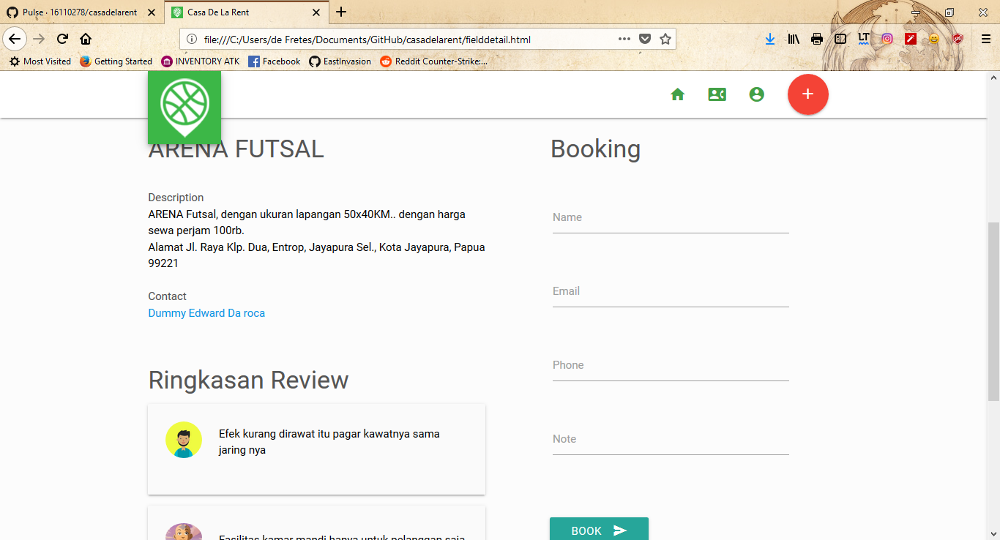 Pulse · 16110278/casadelarent
Casa De La Rent
file:///C:/Users/de Fretes/Documents/GitHub/casadelarent/fielddetail.html
LT
Most Visited
Getting Started
INVENTORY ATK
Facebook
EastInvasion
Reddit Counter-Strike:...
ARENA FUTSAL
Description
ARENA Futsal, dengan ukuran lapangan 50x40KM.. dengan harga
sewa perjam 100rb.
Alamat Jl. Raya Klp. Dua, Entrop, Jayapura Sel., Kota Jayapura, Papua
99221
Contact
Dummy Edward Da roca
Ringkasan Review
Efek kurang dirawat itu pagar kawatnya sama
jaring nya
Fasilitas kamar mandi hanya untuk pelanggan saja
Booking
Name
Email
Phone
Note
BOOK